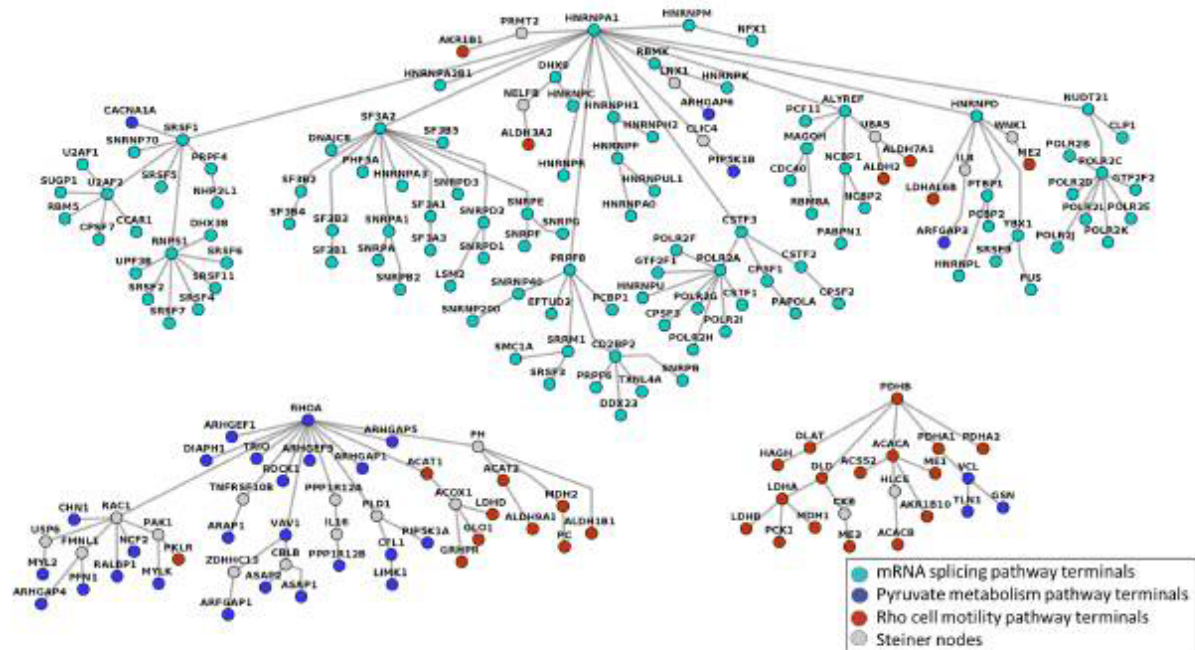 PRMT2
HNRNPA1
HNRNPM
AKR1B1
NFX1
RBMX
HNRNPA2B1
DHX9
LNX1
HNRNPK
CACNA1A
NELFB
HNRNPC
ARHGAP6
ALYREF
HNRNPD
NUDT21
SRSF1
SF3A2
HNRNPH1
PCF11
UBA5
WNK1
CLP1
SNRNP70
DNAJC8
SF3B5
ALDH3A2
HNRNPH2
CLIC4
MAGOH
ALDH7A1
ME2
POLR2B
U2AF1
PRPF4
PHF5A
HNRNPR
HNRNPF
PIP5K1B
NCBP1
ALDH2
IL8
POLR2C
SUGP1
U2AF2
SRSF5
NHP2L1
SF3B2
HNRNPA3
SNRPD3
HNRNPUL1
CDC40
NCBP2
LDHAL6B
PTBP1
POLR2D
GTF2F2
RBM5
CCAR1
SF3B4
SF3A1
SNRPE
HNRNPA0
RBM8A
PCBP2
POLR2L
POLR2E
CPSF7
DHX38
SF3B3
SNRPA1
SNRPD2
SNRPG
CSTF3
PABPN1
ARFGAP3
YBX1
POLR2J
POLR2K
RNPS1
SF3B1
SNRPA
SF3A3
SNRPD1
SNRPF
POLR2F
SRSF9
UPF3B
SRSF6
SNRPB2
LSM2
PRPF8
GTF2F1
POLR2A
CPSF1
CSTF2
HNRNPL
FUS
SRSF2
SRSF11
SNRNP40
HNRNPU
POLR2G
CSTF1
PAPOLA
CPSF2
SRSF7
SRSF4
SNRNP200
EFTUD2
PCBP1
CPSF3
POLR2I
POLR2H
SRRM1
CD2BP2
SMC1A
SRSF3
PRPF6
TXNL4A
SNRPB
DDX23
RHOA
PDHB
ARHGEF1
ARHGAP5
FH
DIAPH1
TRIO
ARHGEF5
ARHGAP1
DLAT
ACACA
PDHA1
PDHA2
ROCK1
ACAT1
ACAT2
HAGH
DLD
ACSS2
ME1
VCL
TNFRSF10B
PPP1R12A
PLD1
ACOX1
LDHD
MDH2
LDHA
HLCS
TLN1
GSN
CHN1
RAC1
ARAP1
VAV1
IL16
PIP5K1A
GLO1
ALDH9A1
ALDH1B1
LDHB
MDH1
AKR1B10
USP6
PAK1
CFL1
PC
PCK1
ME3
ACACB
FMNL1
NCF2
PKLR
ZDHHC13
CBLB
PPP1R12B
GRHPR
MYL2
RALBP1
ASAP2
ASAP1
LIMK1
ARHGAP4
PFN1
MYLK
ARFGAP1
mRNA splicing pathway terminals
Pyruvate metabolism pathway terminals
Rho cell motility pathway terminals
Steiner nodes